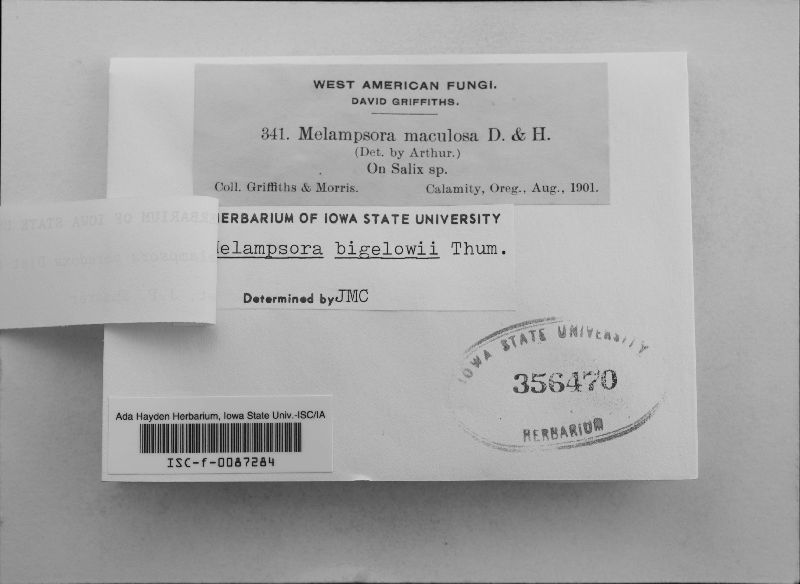 WEST AMERICAN FUNGI.
DAVID GRIFFITHS.
341. Melampsora maculosa D. & H.
(Det. by Arthur.)
On Salix sp.
Coll. Griffiths & Morris. Calamity, Oreg., Aug., 1901.
HERBARIUM OF IOWA STATE UNIVERSITY
Melampsora bigelowii Thum.
Determined by JMC
IOWA STATE UNIVERSITY
356470
HERBARIUM
Ada Hayden Herbarium, Iowa State Univ.-ISC/IA
ISC-f-0087284